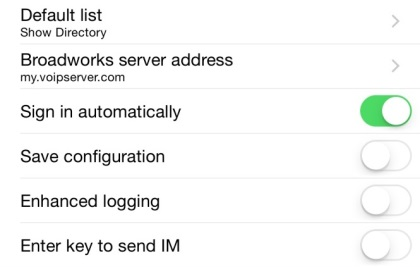 Default list
Show Directory
Broadworks server address
my.voipserver.com
Sign in automatically
Save configuration
Enhanced logging
Enter key to send IM